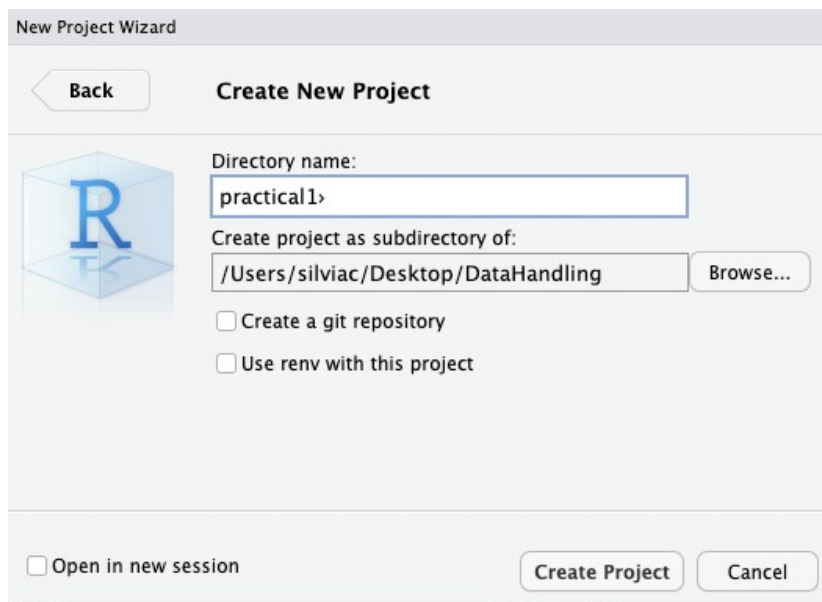 New Project Wizard
Back
Create New Project
R
Directory name:
practical1›
Create project as subdirectory of:
/Users/silviac/Desktop/DataHandling
Browse...
Create a git repository
Use renv with this project
Open in new session
Create Project
Cancel